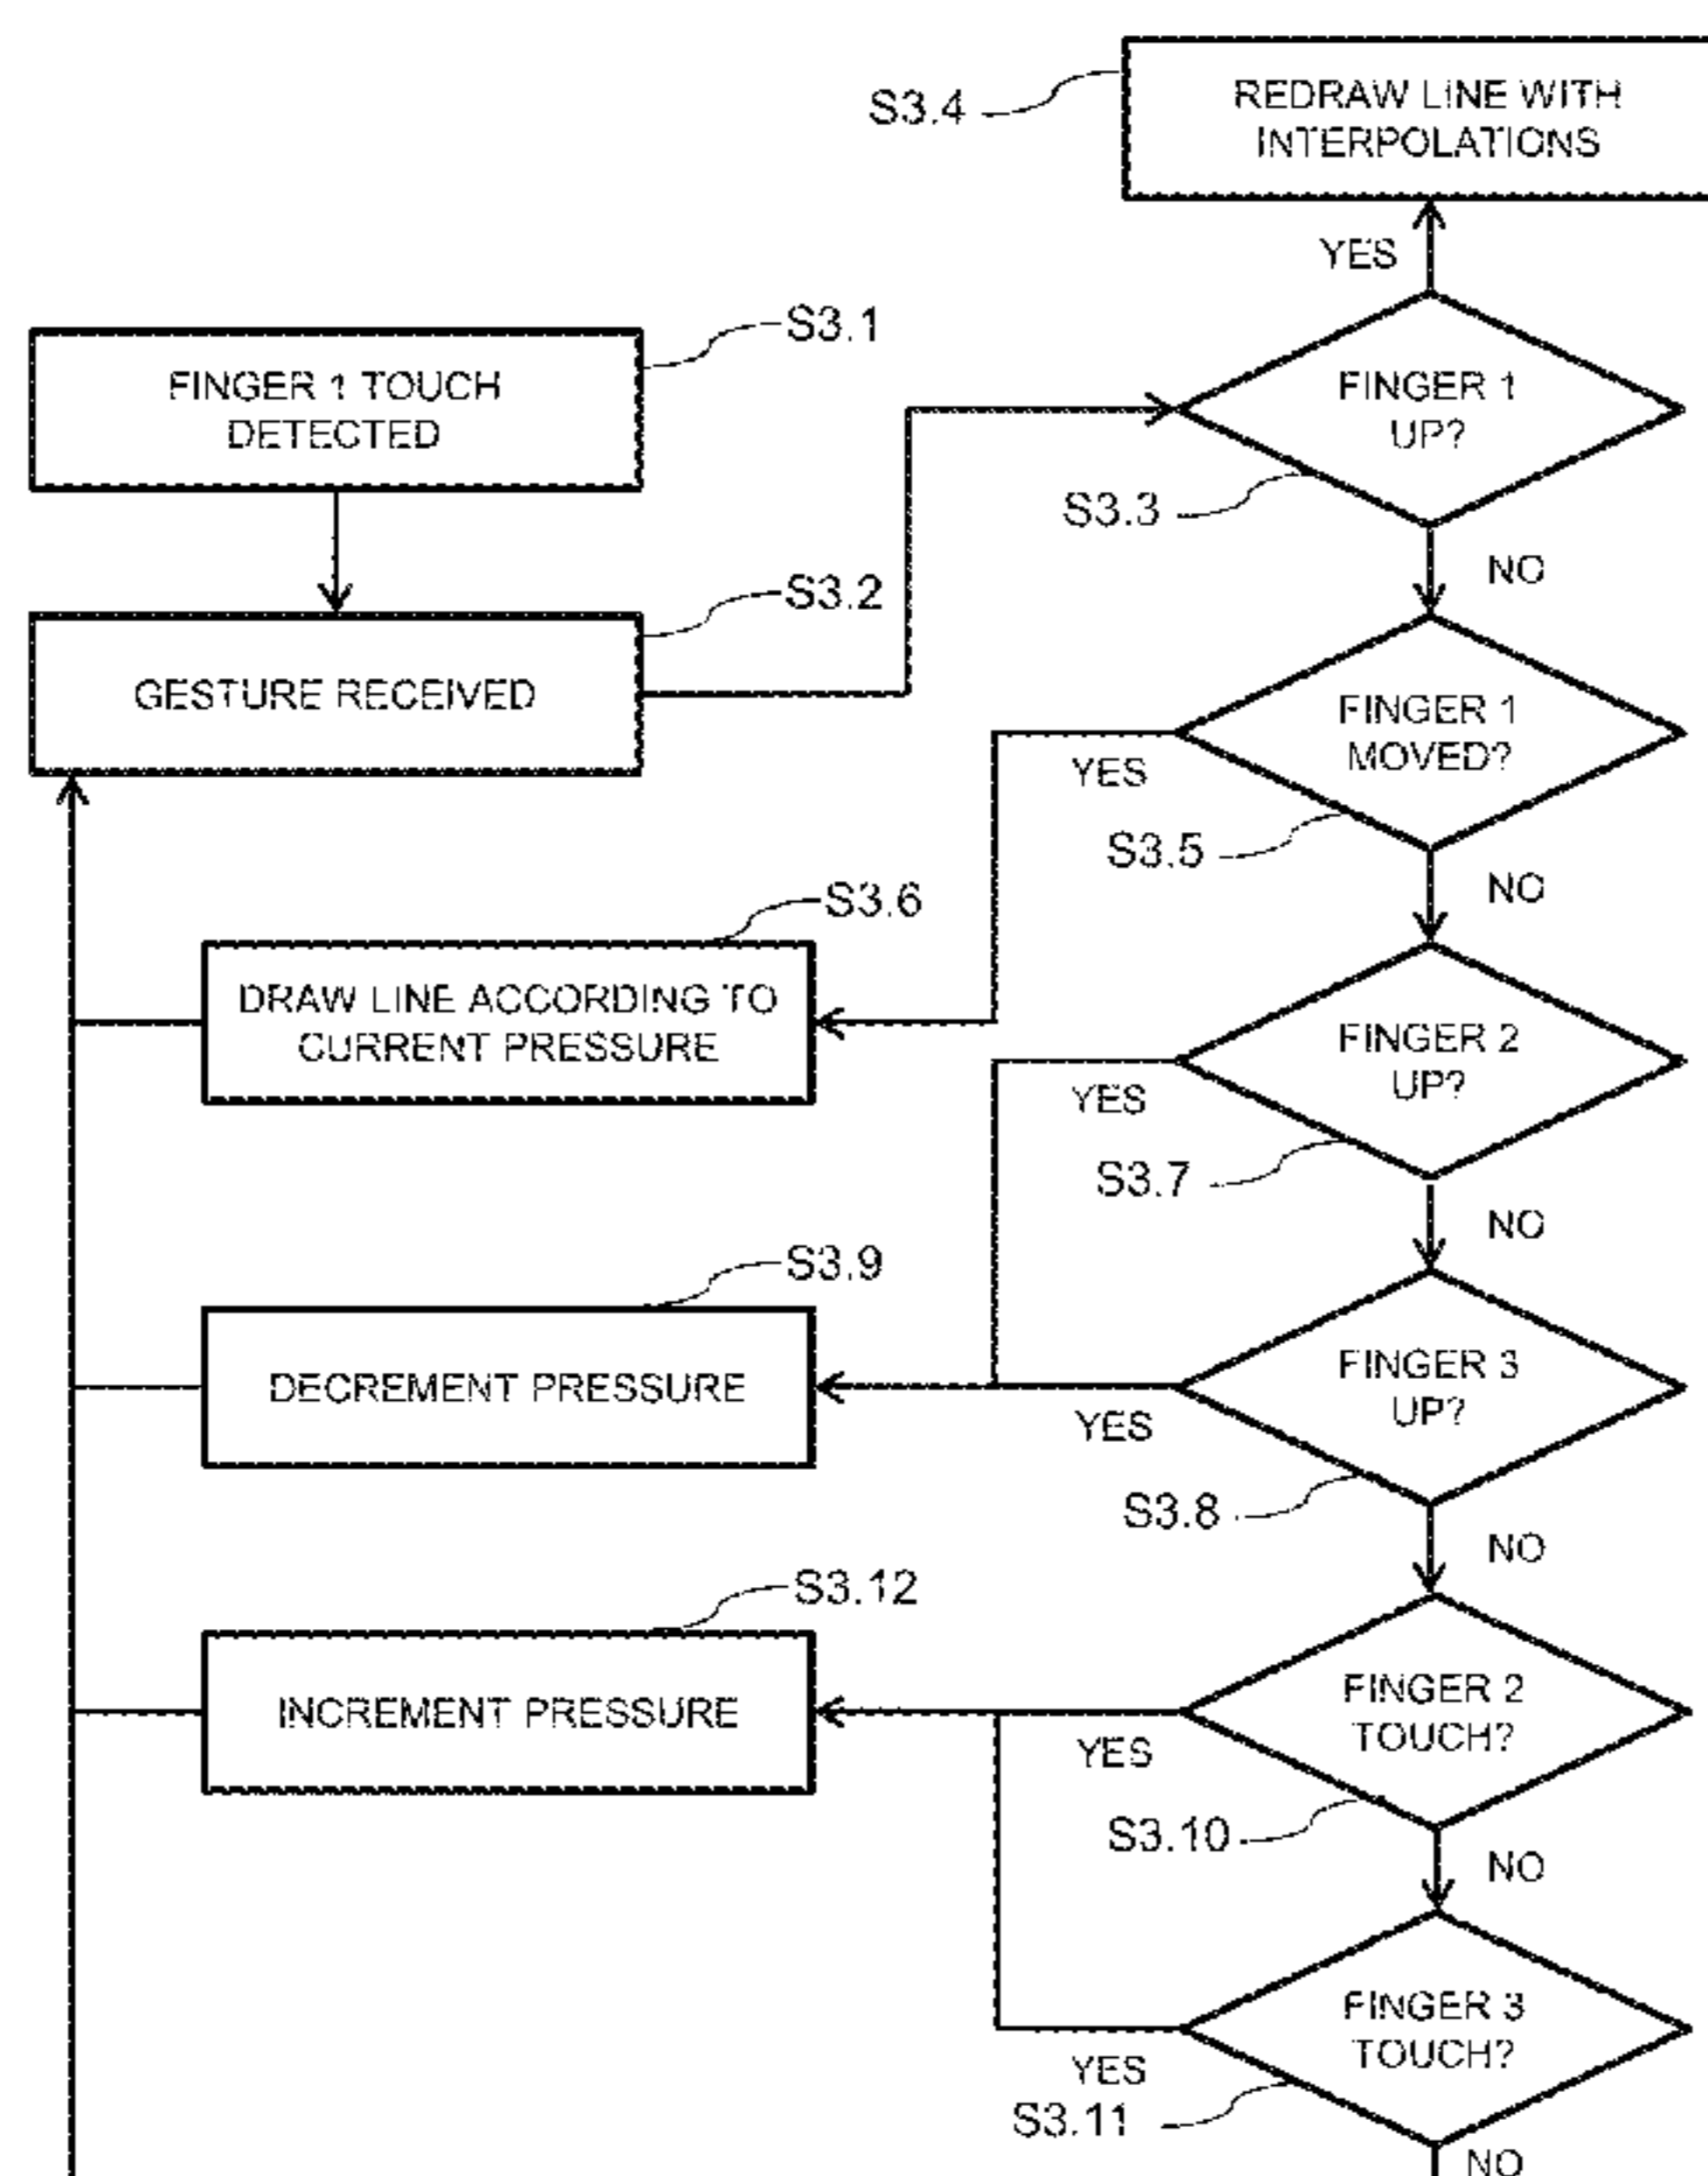 REDRAW LINE WITH
INTERPOLATIONS
S3.4
YES
S3.1
FINGER 1 TOUCH
DETECTED
FINGER 1
UP?
S3.3
NO
S3.2
GESTURE RECEIVED
FINGER 1
MOVED?
YES
S3.5
NO
S3.6
DRAW LINE ACCORDING TO
CURRENT PRESSURE
FINGER 2
UP?
YES
S3.7
NO
S3.9
DECREMENT PRESSURE
FINGER 3
UP?
YES
S3.8
NO
S3.12
INCREMENT PRESSURE
FINGER 2
TOUCH?
YES
S3.10
NO
FINGER 3
TOUCH?
YES
S3.11
NO